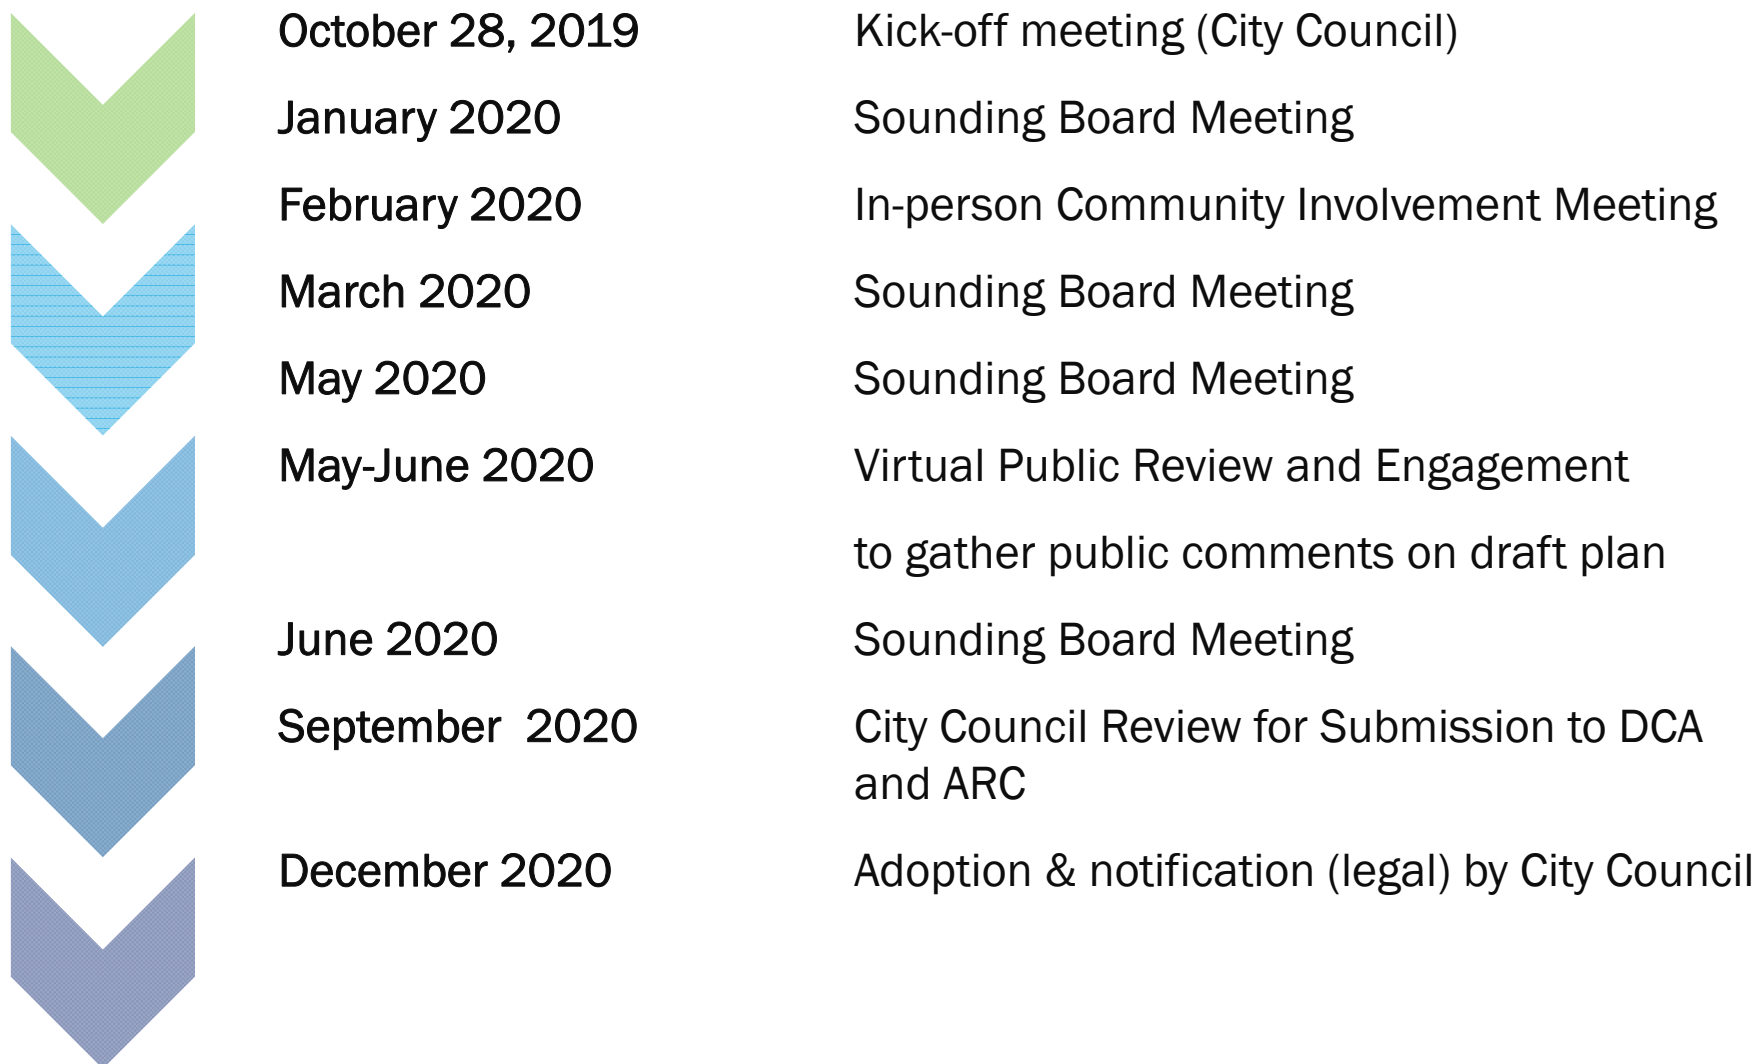 October 28, 2019 Kick-off meeting (City Council)
January 2020 Sounding Board Meeting
February 2020 In-person Community Involvement Meeting
March 2020 Sounding Board Meeting
May 2020 Sounding Board Meeting
May-June 2020 Virtual Public Review and Engagement
to gather public comments on draft plan
June 2020 Sounding Board Meeting
September 2020 City Council Review for Submission to DCA
and ARC
December 2020 Adoption & notification (legal) by City Council